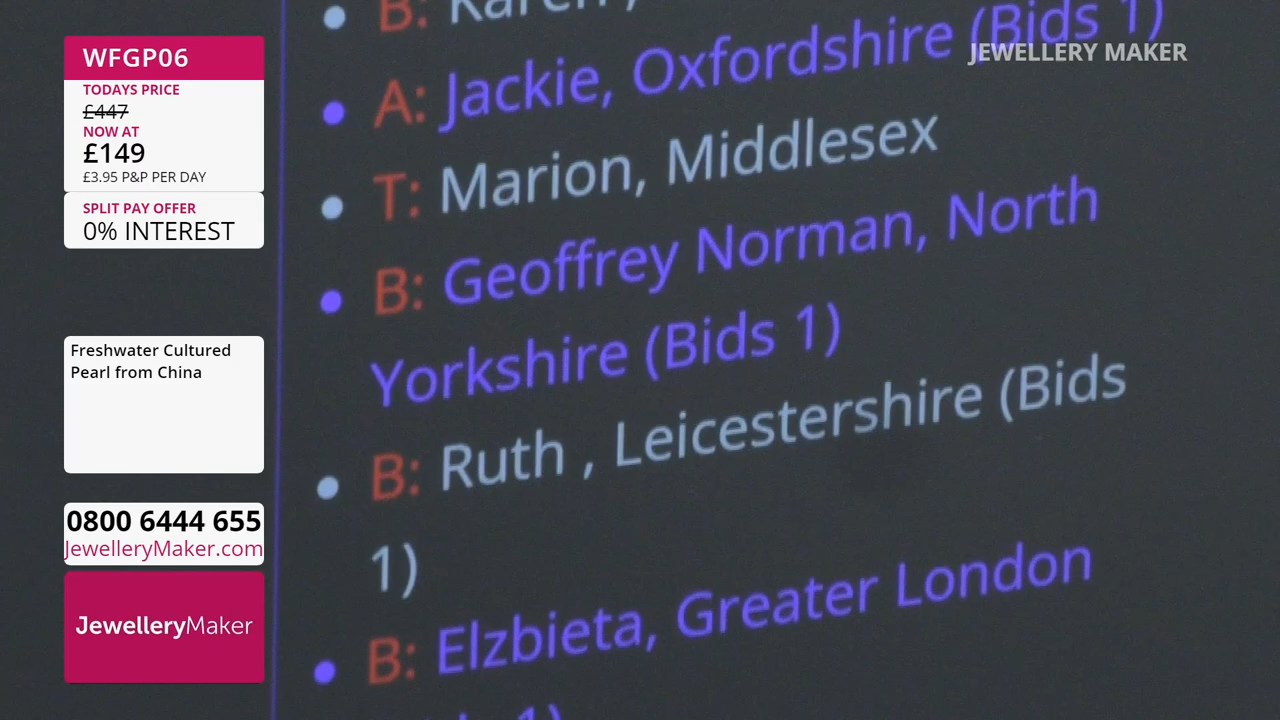 WFGP06
TODAYS PRICE
£447
NOW AT
£149
£3.95 P&P PER DAY
SPLIT PAY OFFER
0% INTEREST
Freshwater Cultured
Pearl from China
0800 6444 655
JewelleryMaker.com
JewelleryMaker
JEWELLERY MAKER
B: Karen ,
A: Jackie, Oxfordshire (Bids 1)
T: Marion, Middlesex
B: Geoffrey Norman, North
Yorkshire (Bids 1)
B: Ruth , Leicestershire (Bids
1)
B: Elzbieta, Greater London
1)